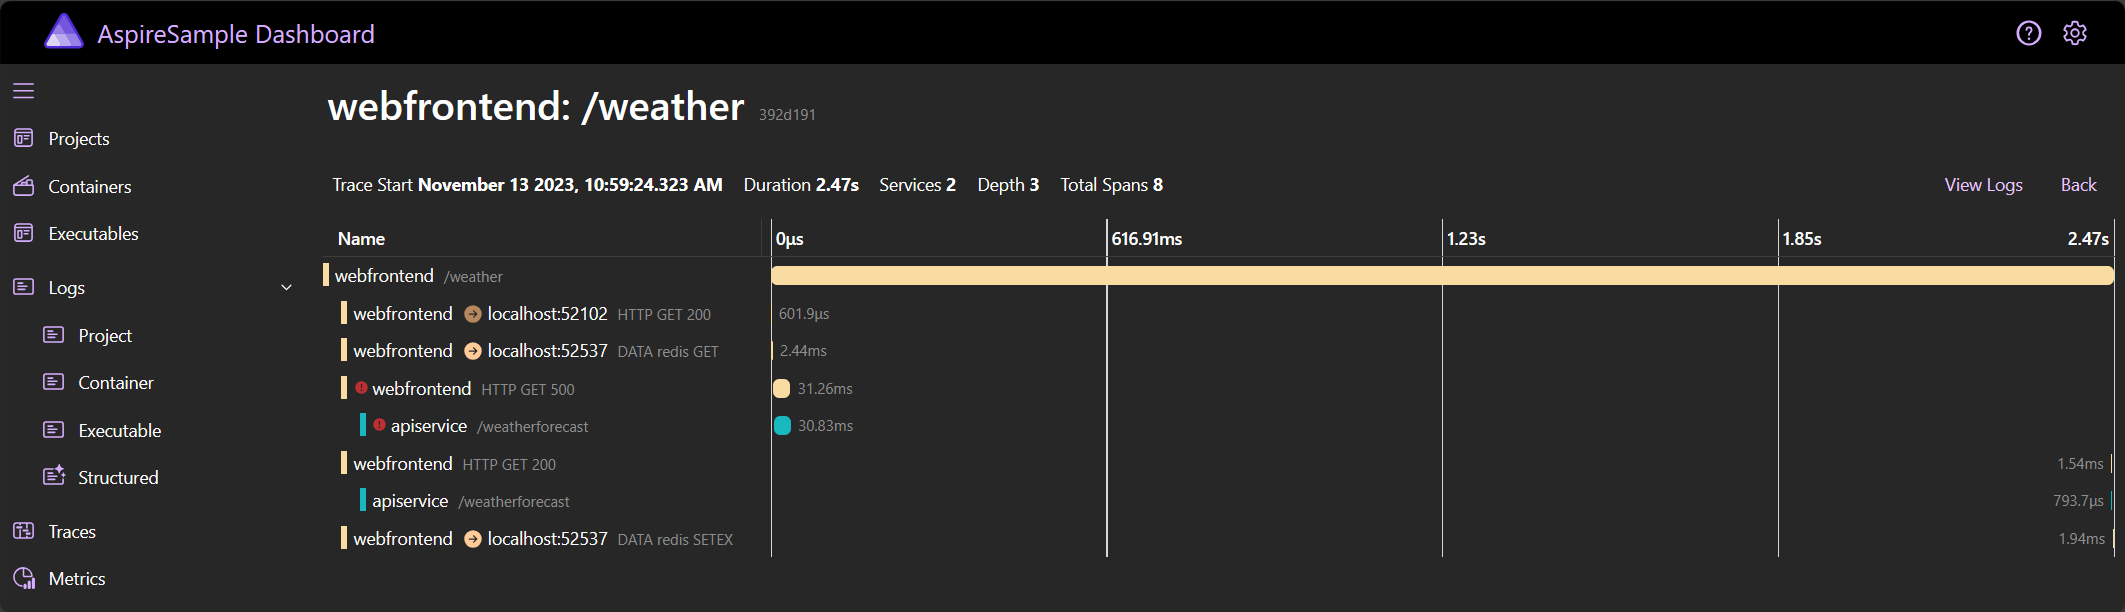 AspireSample Dashboard
?
Projects
Containers
Executables
Logs
Project
Container
Executable
Structured
Traces
Metrics
webfrontend: /weather 392d191
Trace Start November 13 2023, 10:59:24.323 AM Duration 2.47s Services 2 Depth 3 Total Spans 8 View Logs Back
Name 0µs 616.91ms 1.23s 1.85s 2.47s
webfrontend /weather
webfrontend localhost:52102 HTTP GET 200 601.9µs
webfrontend localhost:52537 DATA redis GET 2.44ms
webfrontend HTTP GET 500 31.26ms
apiservice /weatherforecast 30.83ms
webfrontend HTTP GET 200 1.54ms
apiservice /weatherforecast 793.7µs
webfrontend localhost:52537 DATA redis SETEX 1.94ms